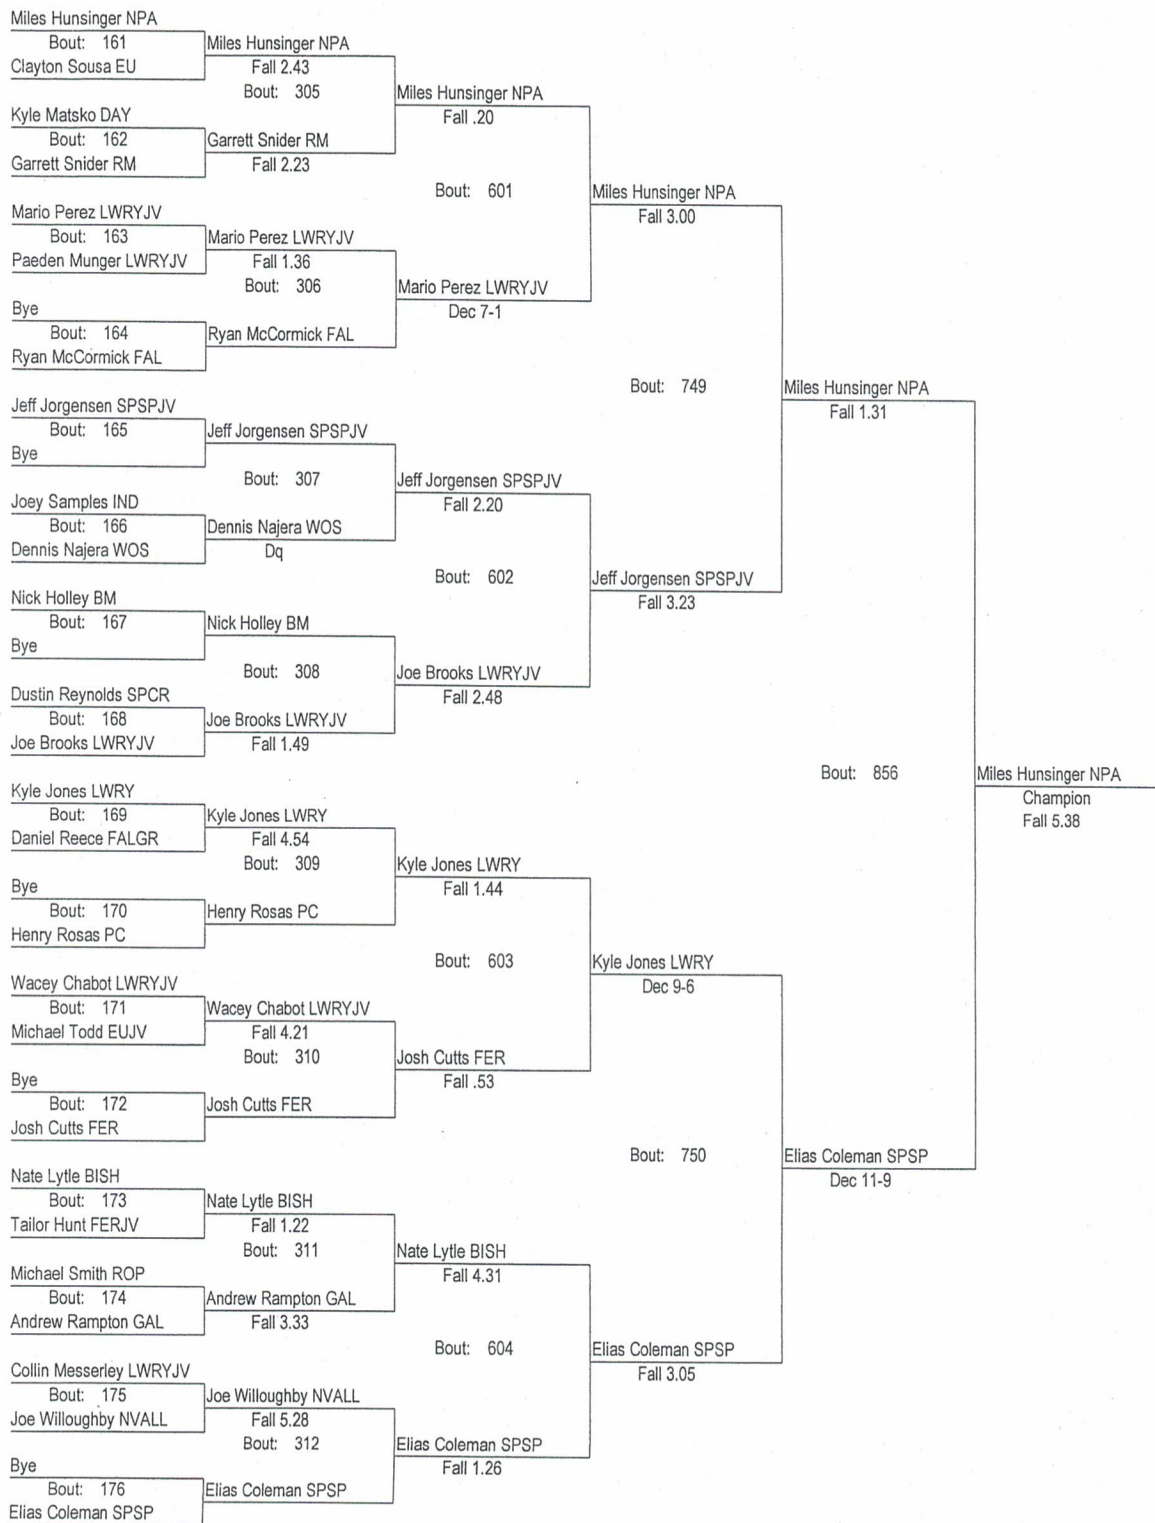 Miles Hunsinger NPA
Bout: 161
Clayton Sousa EU
Miles Hunsinger NPA
Fall 2.43
Bout: 305
Kyle Matsko DAY
Bout: 162
Garrett Snider RM
Garrett Snider RM
Fall 2.23
Miles Hunsinger NPA
Fall .20
Bout: 601
Mario Perez LWRYJV
Bout: 163
Paeden Munger LWRYJV
Mario Perez LWRYJV
Fall 1.36
Bout: 306
Bye
Bout: 164
Ryan McCormick FAL
Ryan McCormick FAL
Mario Perez LWRYJV
Dec 7-1
Miles Hunsinger NPA
Fall 3.00
Bout: 749
Jeff Jorgensen SPSPJV
Bout: 165
Bye
Jeff Jorgensen SPSPJV
Bout: 307
Joey Samples IND
Bout: 166
Dennis Najera WOS
Dennis Najera WOS
Dq
Jeff Jorgensen SPSPJV
Fall 2.20
Bout: 602
Nick Holley BM
Bout: 167
Bye
Nick Holley BM
Bout: 308
Dustin Reynolds SPCR
Bout: 168
Joe Brooks LWRYJV
Joe Brooks LWRYJV
Fall 1.49
Joe Brooks LWRYJV
Fall 2.48
Jeff Jorgensen SPSPJV
Fall 3.23
Miles Hunsinger NPA
Fall 1.31
Bout: 856
Miles Hunsinger NPA
Champion
Fall 5.38
Kyle Jones LWRY
Bout: 169
Daniel Reece FALGR
Kyle Jones LWRY
Fall 4.54
Bout: 309
Bye
Bout: 170
Henry Rosas PC
Henry Rosas PC
Kyle Jones LWRY
Fall 1.44
Bout: 603
Wacey Chabot LWRYJV
Bout: 171
Michael Todd EUJV
Wacey Chabot LWRYJV
Fall 4.21
Bout: 310
Bye
Bout: 172
Josh Cutts FER
Josh Cutts FER
Josh Cutts FER
Fall .53
Kyle Jones LWRY
Dec 9-6
Bout: 750
Nate Lytle BISH
Bout: 173
Tailor Hunt FERJV
Nate Lytle BISH
Fall 1.22
Bout: 311
Michael Smith ROP
Bout: 174
Andrew Rampton GAL
Andrew Rampton GAL
Fall 3.33
Nate Lytle BISH
Fall 4.31
Bout: 604
Collin Messerley LWRYJV
Bout: 175
Joe Willoughby NVALL
Joe Willoughby NVALL
Fall 5.28
Bout: 312
Bye
Bout: 176
Elias Coleman SPSP
Elias Coleman SPSP
Elias Coleman SPSP
Fall 1.26
Elias Coleman SPSP
Fall 3.05
Elias Coleman SPSP
Dec 11-9